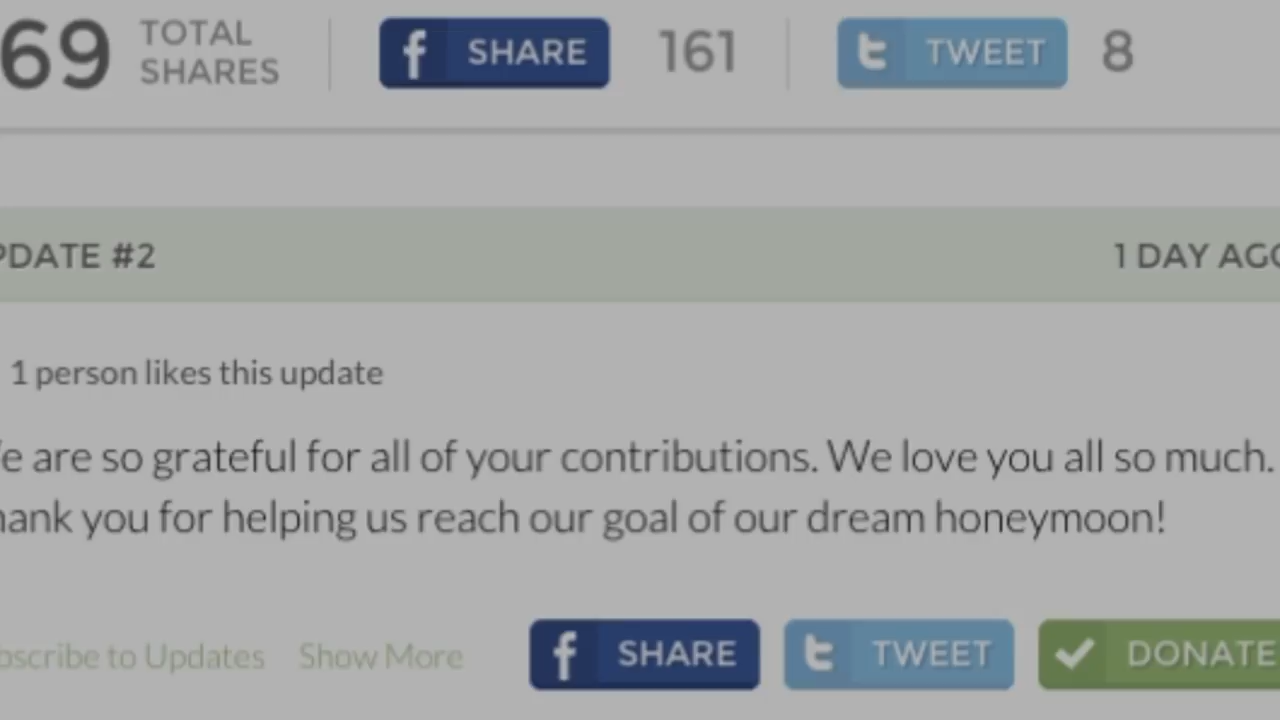 69 TOTAL SHARES SHARE 161 TWEET 8
PDATE #2 1 DAY AGO
1 person likes this update
e are so grateful for all of your contributions. We love you all so much.
hank you for helping us reach our goal of our dream honeymoon!
bscribe to Updates Show More SHARE TWEET DONATE